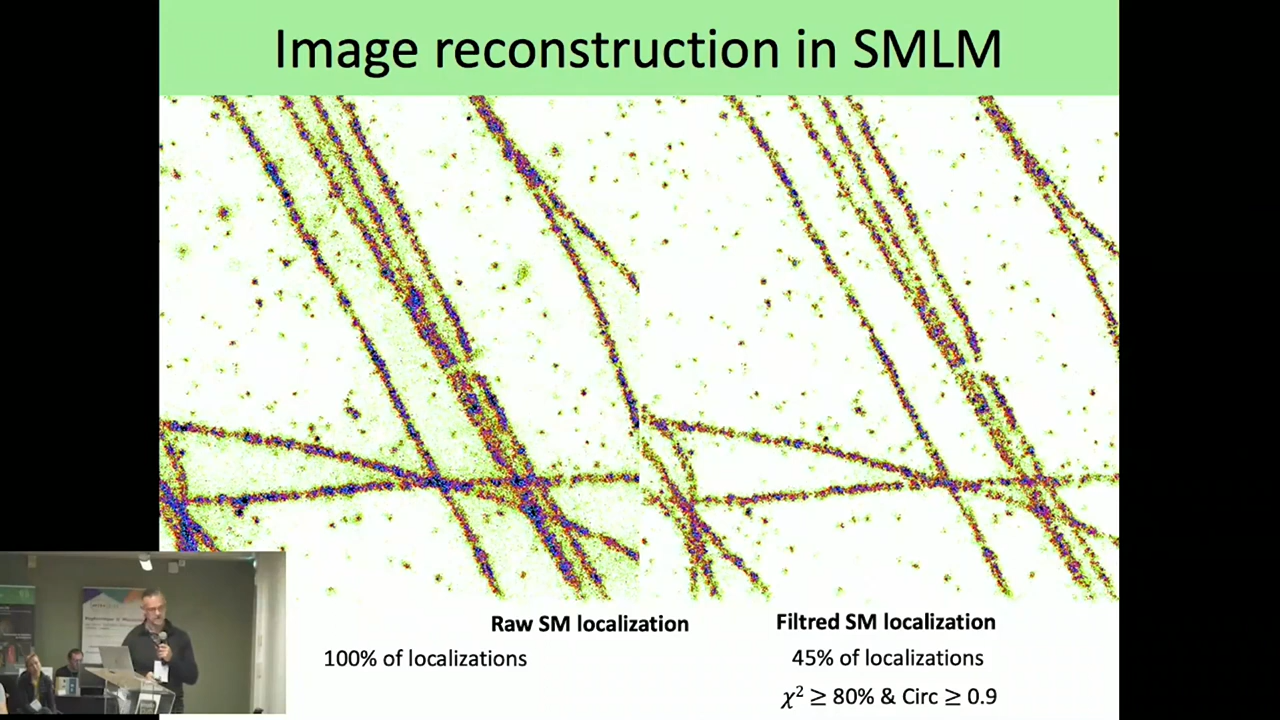 Image reconstruction in SMLM
Raw SM localization
100% of localizations
Filtred SM localization
45% of localizations
χ² ≥ 80% & Circ ≥ 0.9